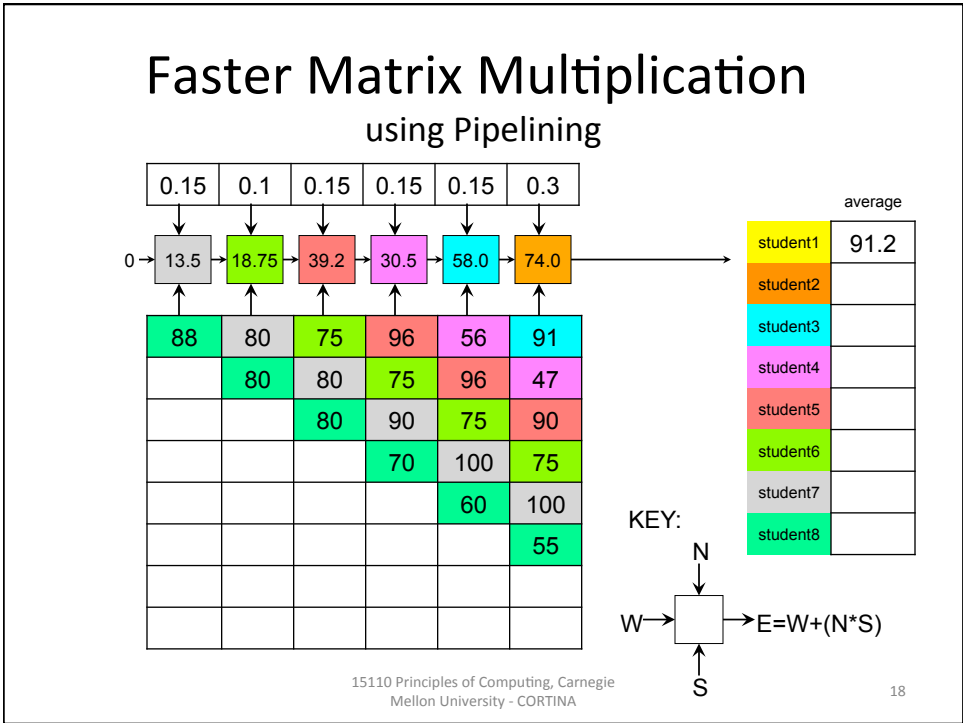 Faster Matrix Multiplication
using Pipelining
0.15 0.1 0.15 0.15 0.15 0.3
0 13.5 18.75 39.2 30.5 58.0 74.0
88 80 75 96 56 91
80 80 75 96 47
80 90 75 90
70 100 75
60 100
55
average
student1 91.2
student2
student3
student4
student5
student6
student7
student8
KEY:
N
W E=W+(N*S)
S
15110 Principles of Computing, Carnegie
Mellon University - CORTINA
18